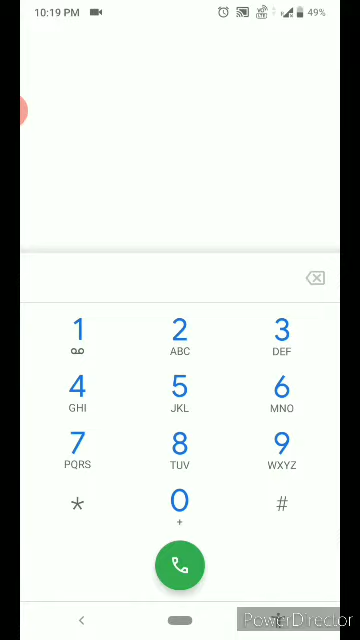 10:19 PM 49%
1 2 3
ABC DEF
4 5 6
GHI JKL MNO
7 8 9
PQRS TUV WXYZ
* 0 #
+
PowerDirector